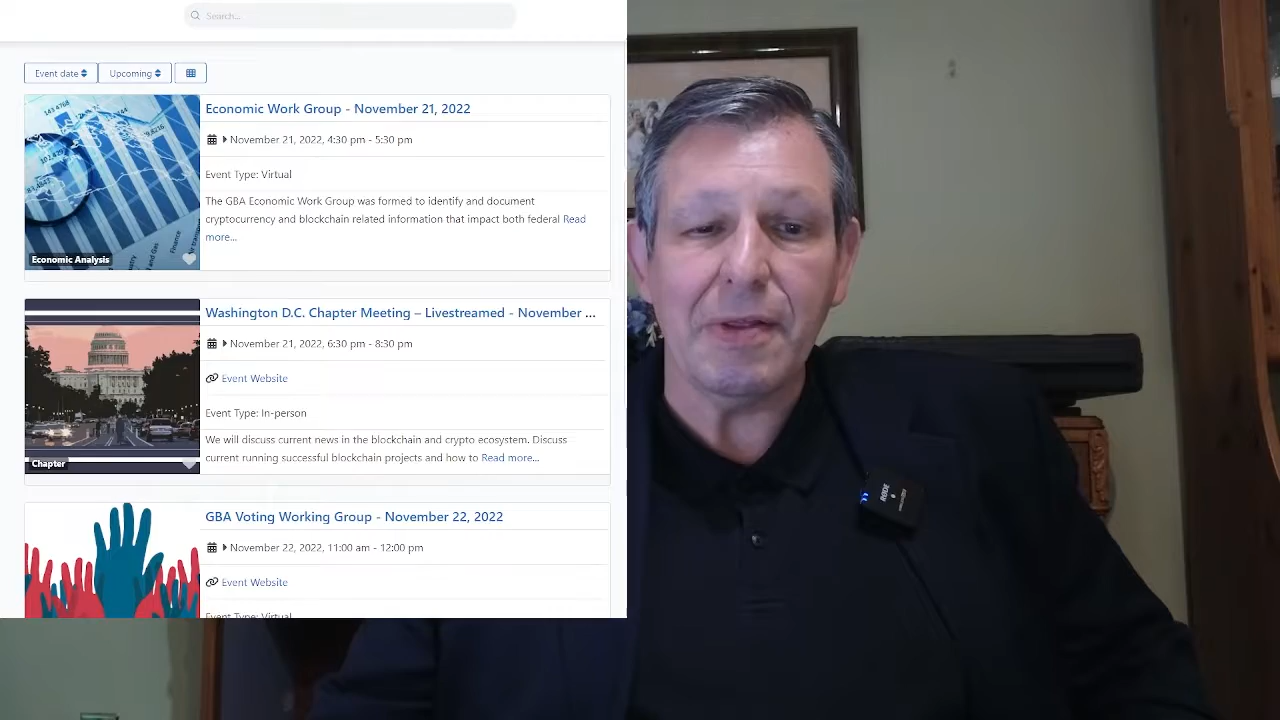 Search...
Event date
Upcoming
Economic Work Group - November 21, 2022
November 21, 2022, 4:30 pm - 5:30 pm
Event Type: Virtual
The GBA Economic Work Group was formed to identify and document
cryptocurrency and blockchain related information that impact both federal Read
more...
Economic Analysis
Finance
Washington D.C. Chapter Meeting – Livestreamed - November ...
November 21, 2022, 6:30 pm - 8:30 pm
Event Website
Event Type: In-person
We will discuss current news in the blockchain and crypto ecosystem. Discuss
current running successful blockchain projects and how to Read more...
Chapter
GBA Voting Working Group - November 22, 2022
November 22, 2022, 11:00 am - 12:00 pm
Event Website
Event Type: Virtual
RØDE